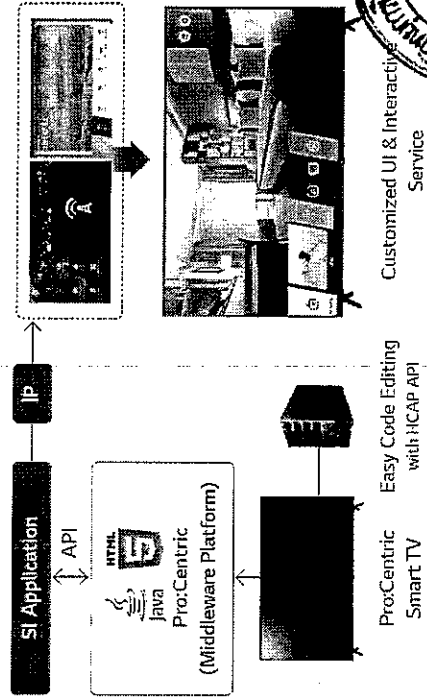 SI Application
IP
API
HTML
5
Java
Pro:Centric
(Middleware Platform)
Pro:Centric
Smart TV
Easy Code Editing
with HCAP API
Customized UI & Interactive
Service